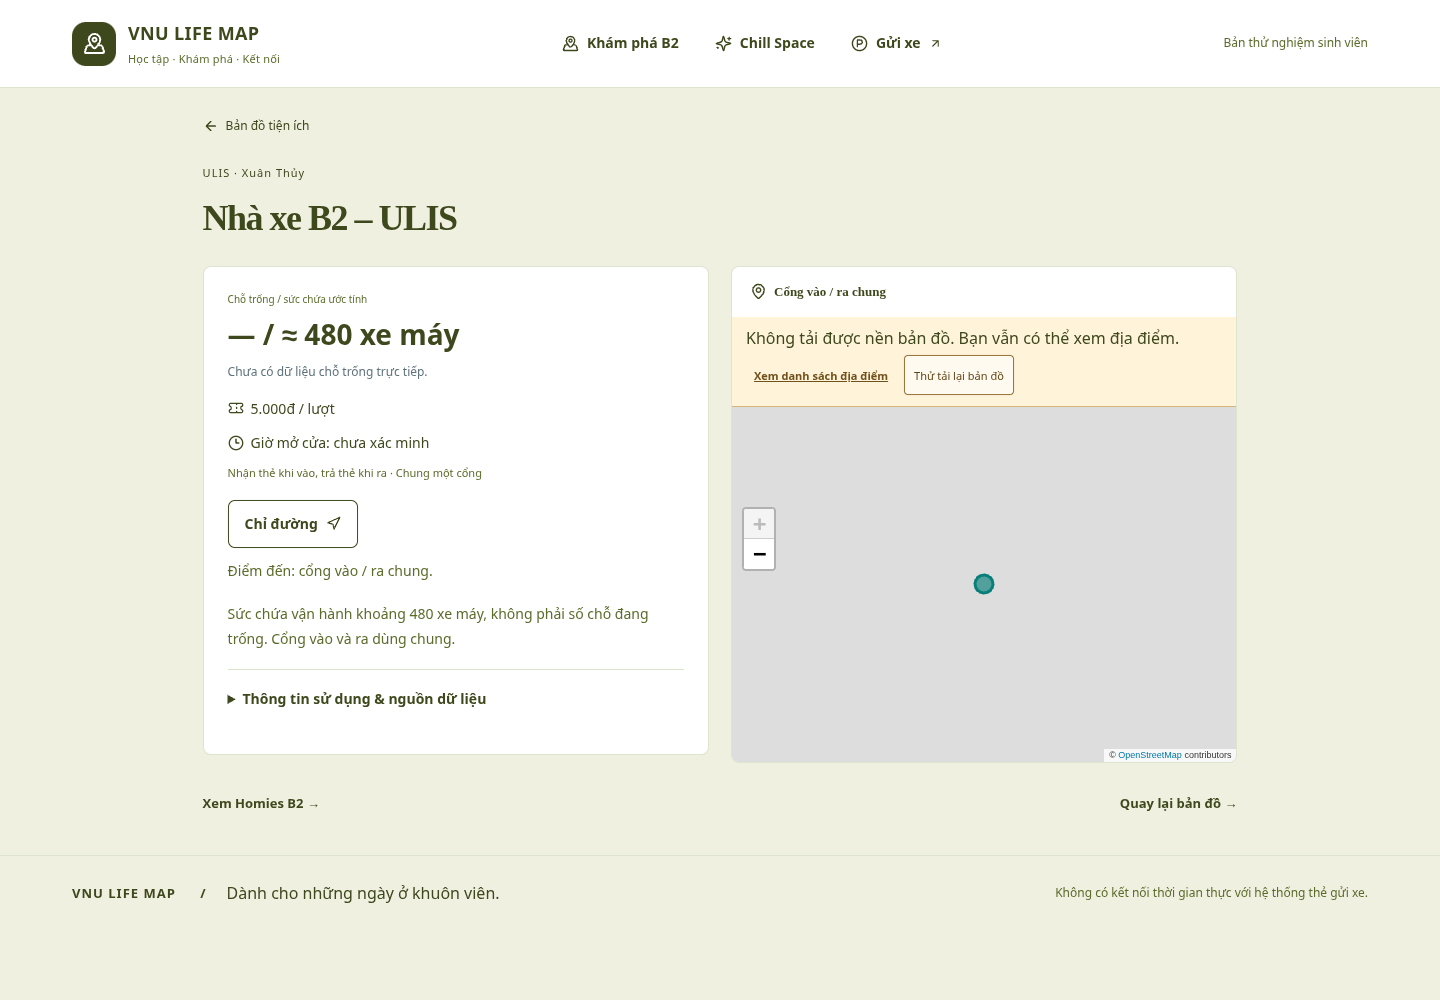 VNU LIFE MAP
Học tập · Khám phá · Kết nối
Khám phá B2
Chill Space
Gửi xe
Bản thử nghiệm sinh viên
Bản đồ tiện ích
ULIS · Xuân Thủy
Nhà xe B2 – ULIS
Chỗ trống / sức chứa ước tính
— / ≈ 480 xe máy
Chưa có dữ liệu chỗ trống trực tiếp.
5.000đ / lượt
Giờ mở cửa: chưa xác minh
Nhận thẻ khi vào, trả thẻ khi ra · Chung một cổng
Chỉ đường
Điểm đến: cổng vào / ra chung.
Sức chứa vận hành khoảng 480 xe máy, không phải số chỗ đang
trống. Cổng vào và ra dùng chung.
Thông tin sử dụng & nguồn dữ liệu
Cổng vào / ra chung
Không tải được nền bản đồ. Bạn vẫn có thể xem địa điểm.
Xem danh sách địa điểm
Thử tải lại bản đồ
+
−
© OpenStreetMap contributors
Xem Homies B2 →
Quay lại bản đồ →
VNU LIFE MAP / Dành cho những ngày ở khuôn viên.
Không có kết nối thời gian thực với hệ thống thẻ gửi xe.